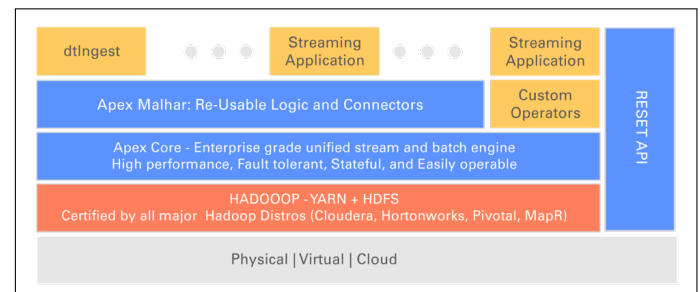 dtIngest
Streaming
Application
Streaming
Application
Apex Malhar: Re-Usable Logic and Connectors
Custom
Operators
RESET API
Apex Core - Enterprise grade unified stream and batch engine
High performance, Fault tolerant, Stateful, and Easily operable
HADOOOP -YARN + HDFS
Certified by all major Hadoop Distros (Cloudera, Hortonworks, Pivotal, MapR)
Physical | Virtual | Cloud